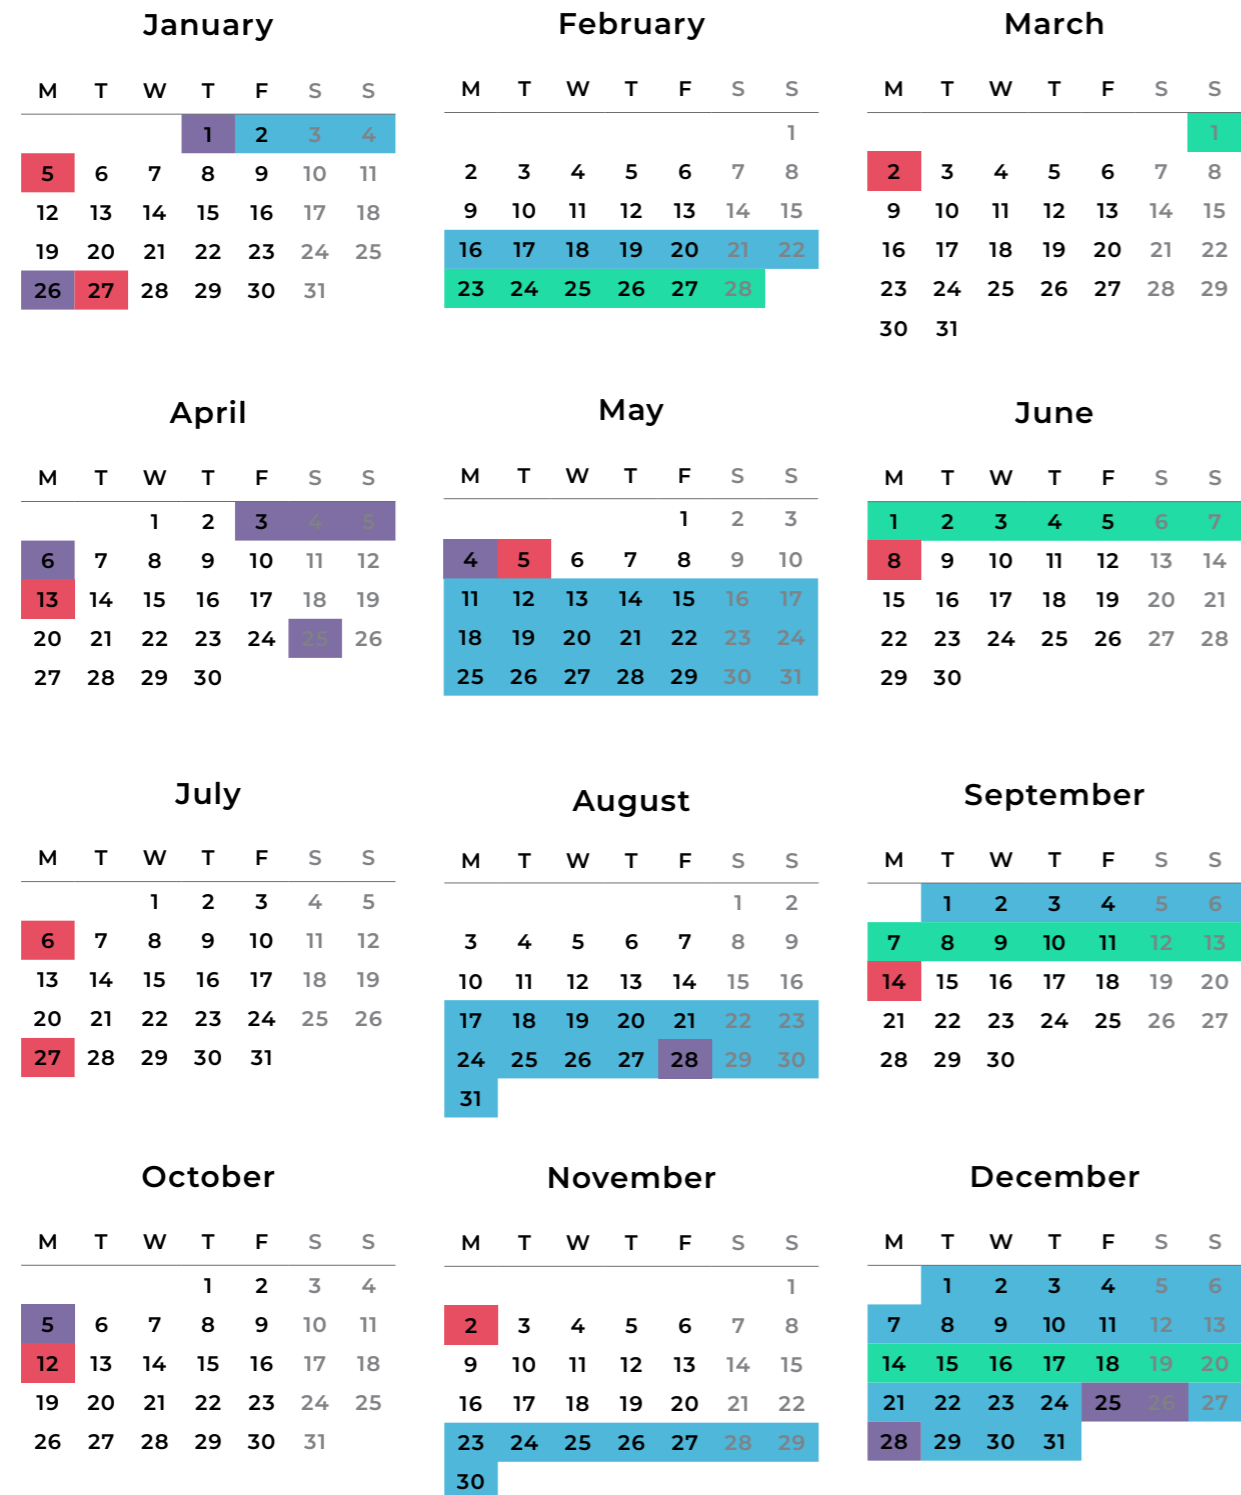 January
M T W T F S S
1 2 3 4
5 6 7 8 9 10 11
12 13 14 15 16 17 18
19 20 21 22 23 24 25
26 27 28 29 30 31
February
M T W T F S S
1
2 3 4 5 6 7 8
9 10 11 12 13 14 15
16 17 18 19 20 21 22
23 24 25 26 27 28
March
M T W T F S S
1
2 3 4 5 6 7 8
9 10 11 12 13 14 15
16 17 18 19 20 21 22
23 24 25 26 27 28 29
30 31
April
M T W T F S S
1 2 3 4 5
6 7 8 9 10 11 12
13 14 15 16 17 18 19
20 21 22 23 24 25 26
27 28 29 30
May
M T W T F S S
1 2 3
4 5 6 7 8 9 10
11 12 13 14 15 16 17
18 19 20 21 22 23 24
25 26 27 28 29 30 31
June
M T W T F S S
1 2 3 4 5 6 7
8 9 10 11 12 13 14
15 16 17 18 19 20 21
22 23 24 25 26 27 28
29 30
July
M T W T F S S
1 2 3 4 5
6 7 8 9 10 11 12
13 14 15 16 17 18 19
20 21 22 23 24 25 26
27 28 29 30 31
August
M T W T F S S
1 2
3 4 5 6 7 8 9
10 11 12 13 14 15 16
17 18 19 20 21 22 23
24 25 26 27 28 29 30
31
September
M T W T F S S
1 2 3 4 5 6
7 8 9 10 11 12 13
14 15 16 17 18 19 20
21 22 23 24 25 26 27
28 29 30
October
M T W T F S S
1 2 3 4
5 6 7 8 9 10 11
12 13 14 15 16 17 18
19 20 21 22 23 24 25
26 27 28 29 30 31
November
M T W T F S S
1
2 3 4 5 6 7 8
9 10 11 12 13 14 15
16 17 18 19 20 21 22
23 24 25 26 27 28 29
30
December
M T W T F S S
1 2 3 4 5 6
7 8 9 10 11 12 13
14 15 16 17 18 19 20
21 22 23 24 25 26 27
28 29 30 31